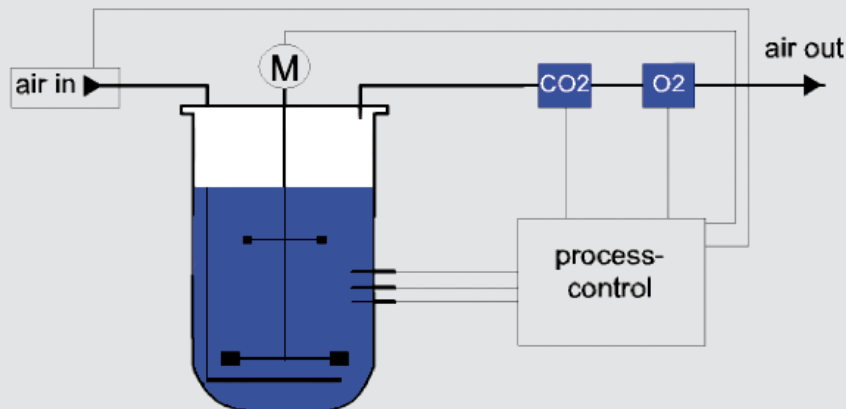 air in
M
CO2
O2
air out
process-
control